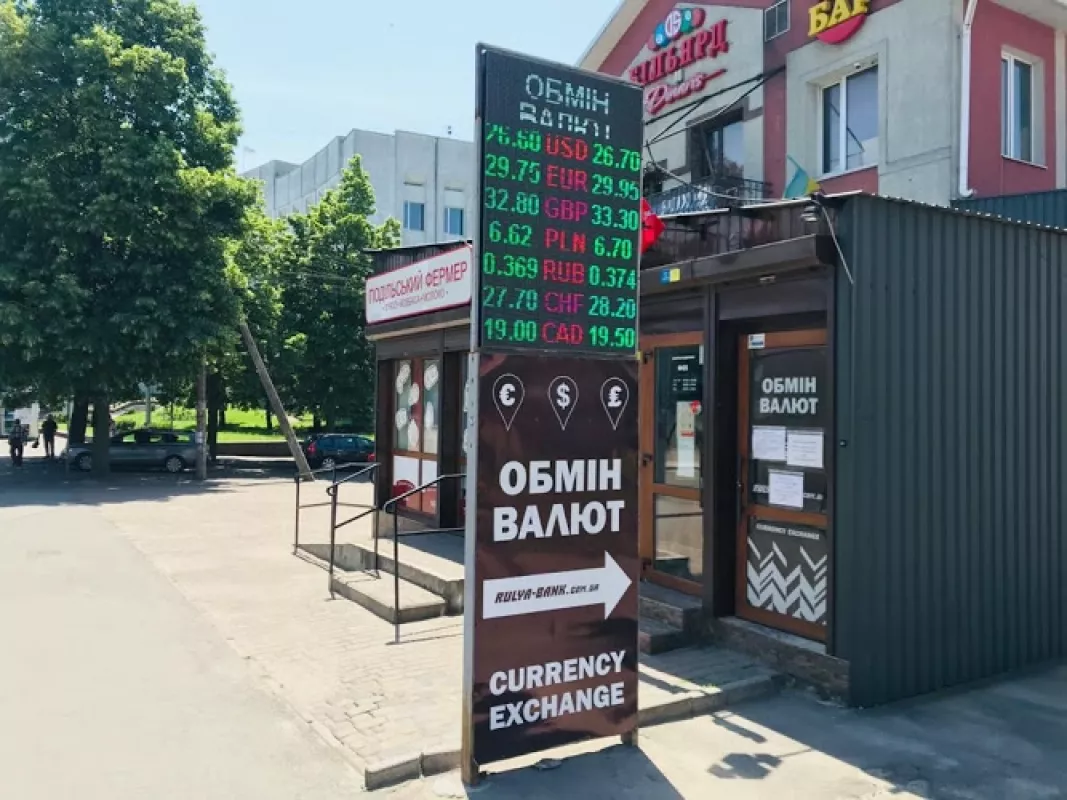 БІЛЬЯРД
БАР
ОБМІН
ВАЛЮТ
26.60 USD 26.70
29.75 EUR 29.95
32.80 GBP 33.30
6.62 PLN 6.70
0.369 RUB 0.374
27.70 CHF 28.20
19.00 CAD 19.50
ПОДІЛЬСЬКИЙ ФЕРМЕР
€ $ £
ОБМІН
ВАЛЮТ
RULYA-BANK.com.ua
CURRENCY
EXCHANGE
ОБМІН
ВАЛЮТ
CURRENCY EXCHANGE